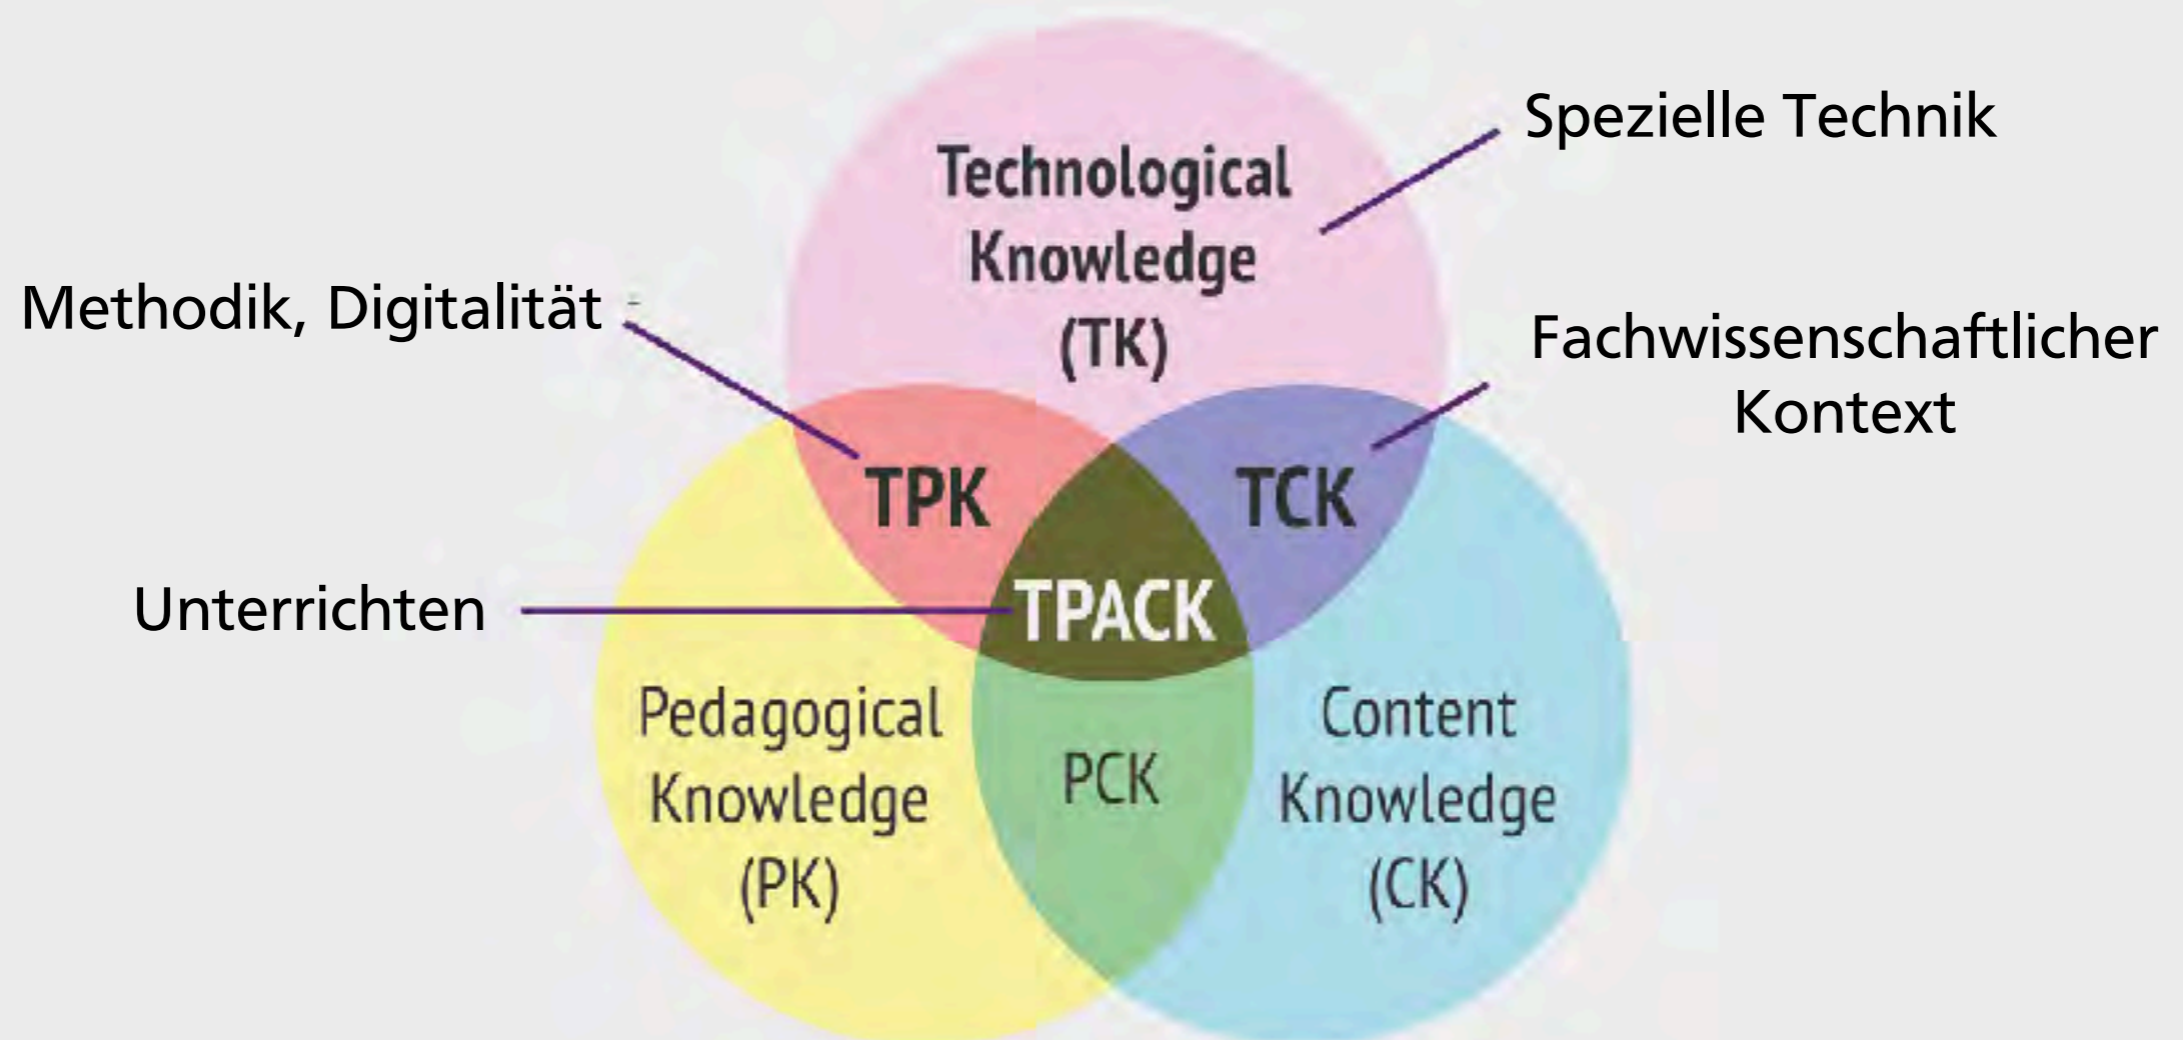 Spezielle Technik
Technological
Knowledge
(TK)
Methodik, Digitalität
Fachwissenschaftlicher
Kontext
TPK
TCK
Unterrichten
TPACK
Pedagogical
Knowledge
(PK)
PCK
Content
Knowledge
(CK)